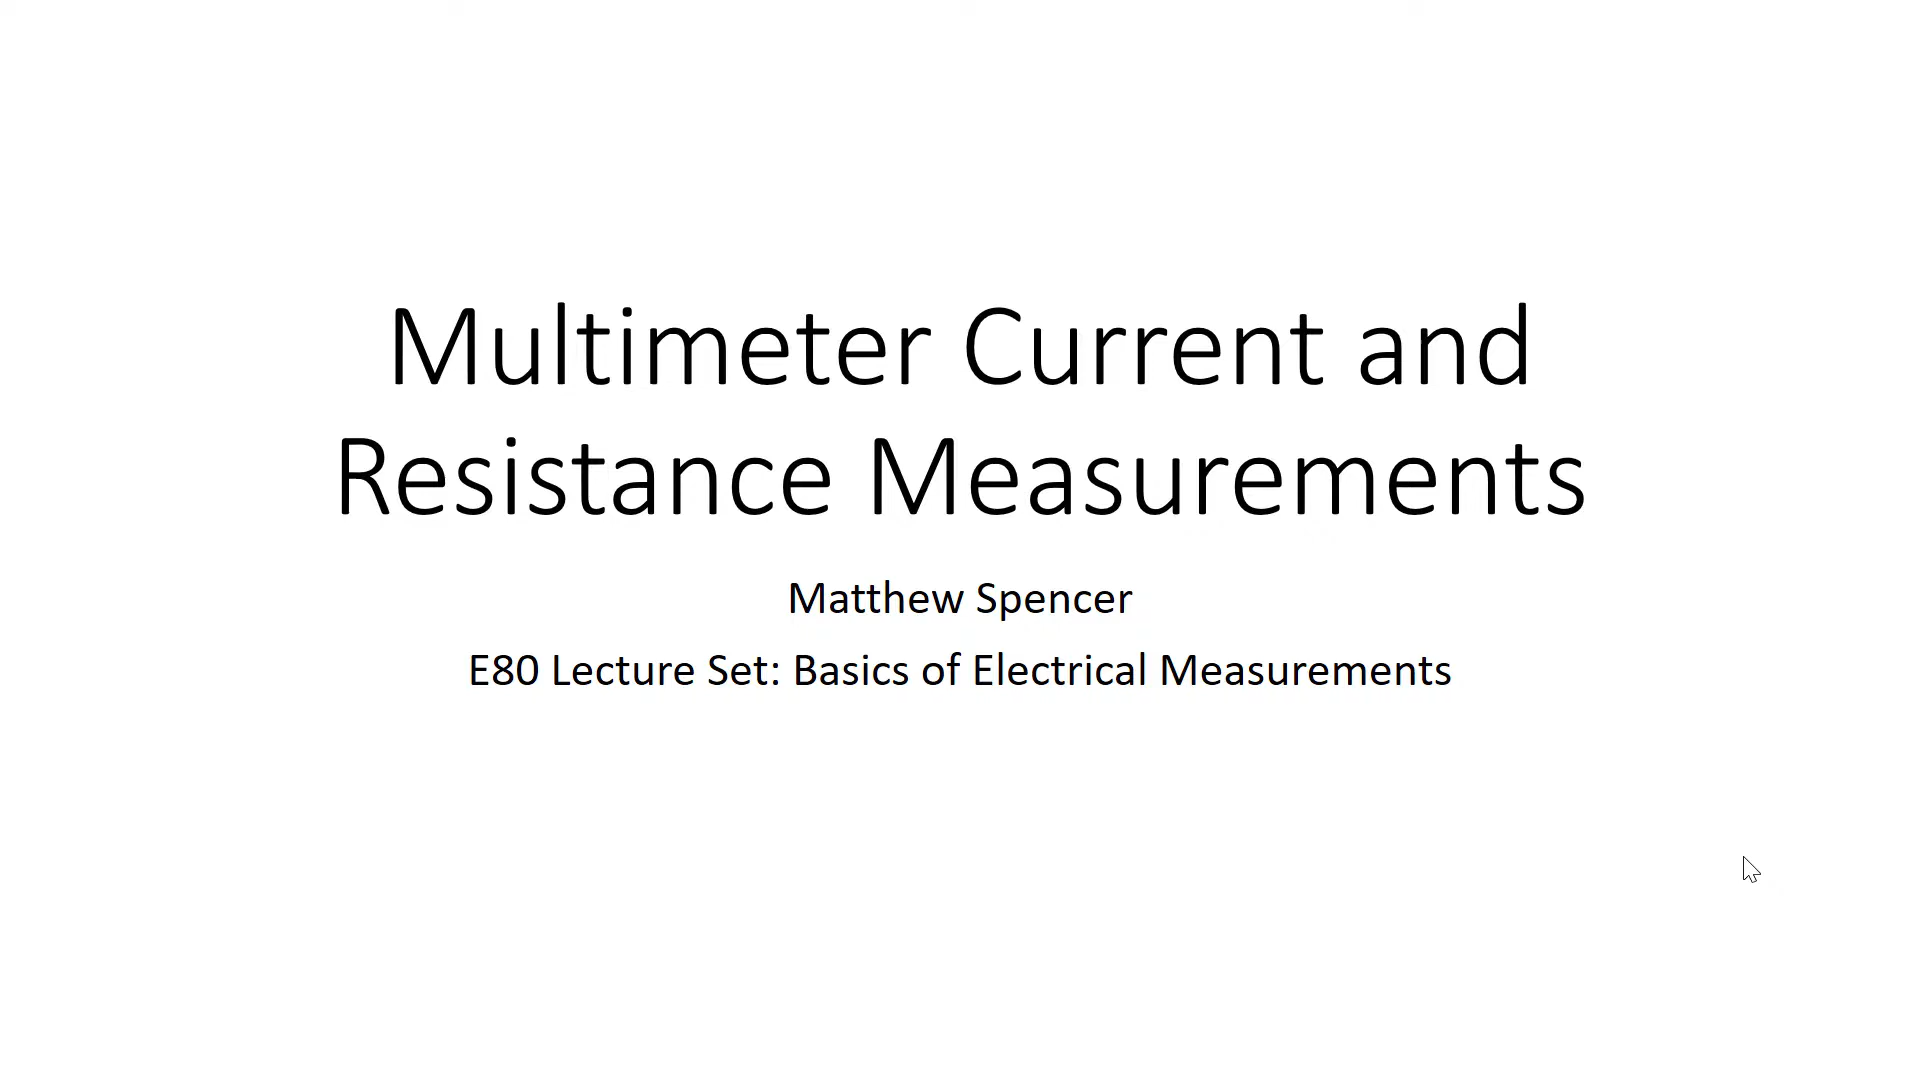 Multimeter Current and
Resistance Measurements
Matthew Spencer
E80 Lecture Set: Basics of Electrical Measurements